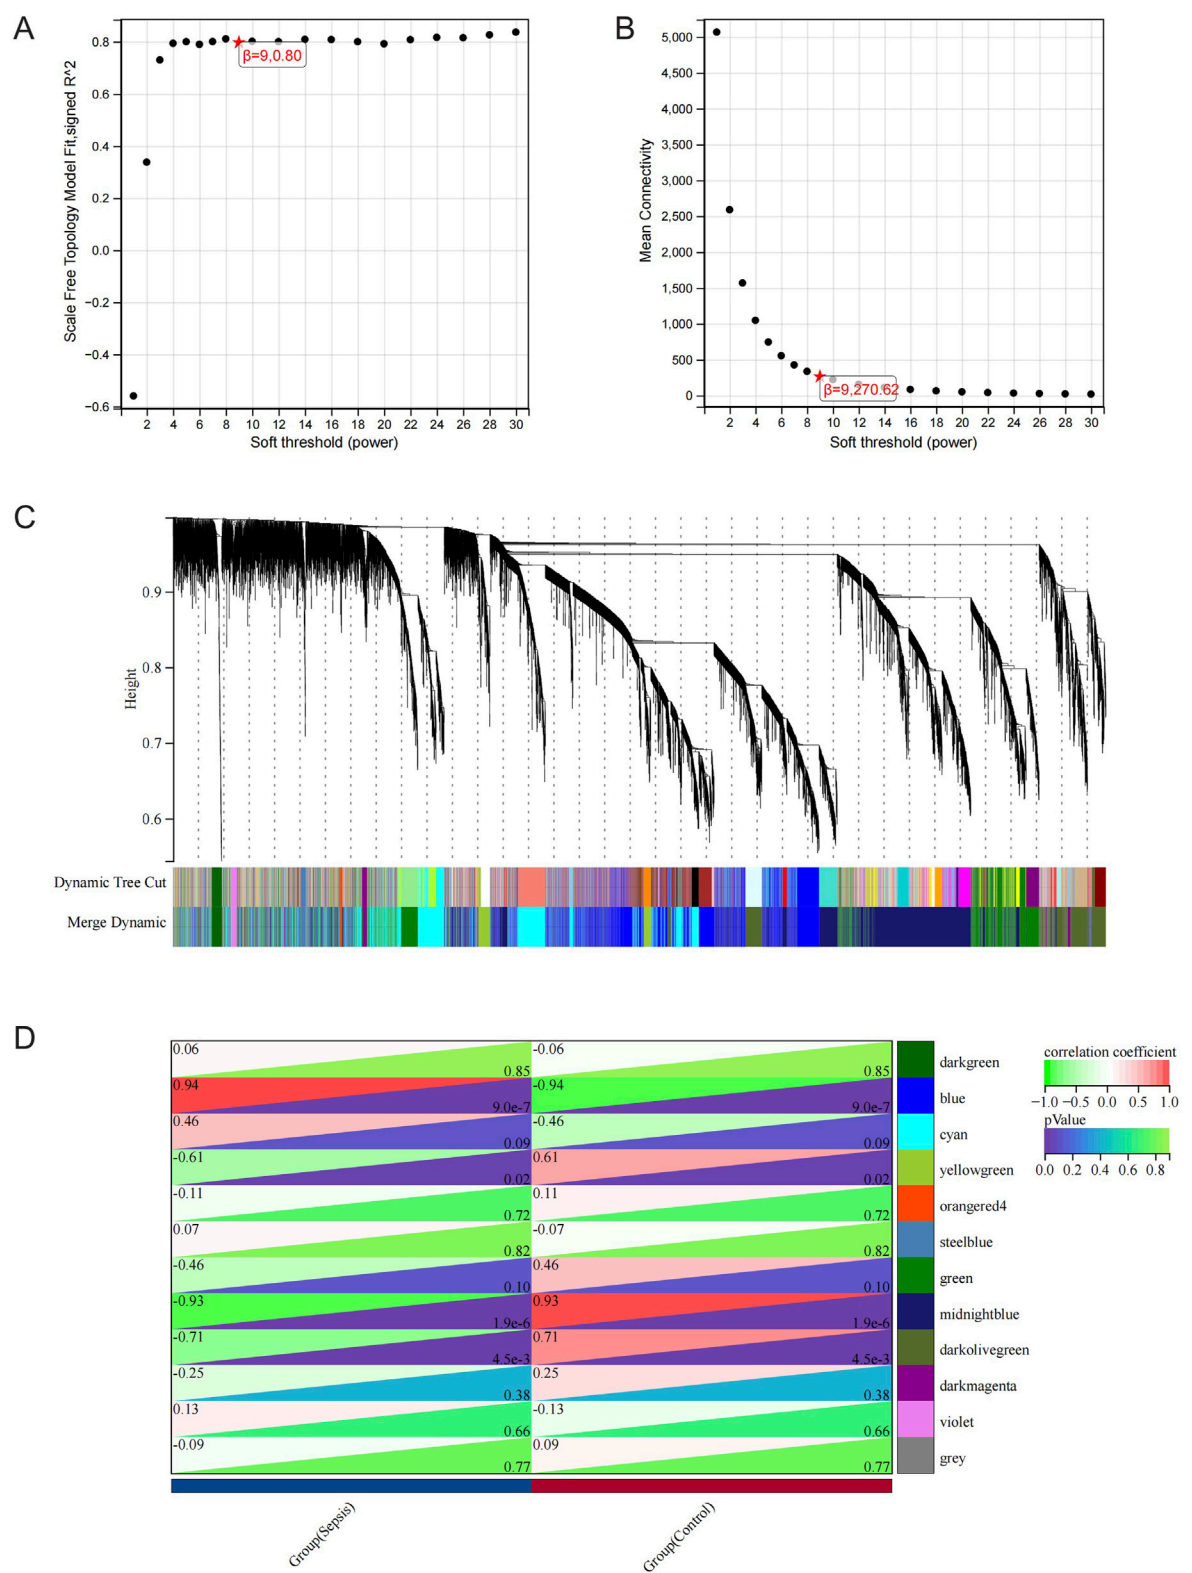 A
Scale Free Topology Model Fit,signed R^2
0.8
0.6
0.4
0.2
0.0
−0.2
−0.4
−0.6
β=9,0.80
2 4 6 8 10 12 14 16 18 20 22 24 26 28 30
Soft threshold (power)
B
Mean Connectivity
5,000
4,500
4,000
3,500
3,000
2,500
2,000
1,500
1,000
500
0
β=9,270.62
2 4 6 8 10 12 14 16 18 20 22 24 26 28 30
Soft threshold (power)
C
Height
0.9
0.8
0.7
0.6
Dynamic Tree Cut
Merge Dynamic
D
0.06 0.85 -0.06 0.85 darkgreen
0.94 9.0e-7 -0.94 9.0e-7 blue
0.46 0.09 -0.46 0.09 cyan
-0.61 0.02 0.61 0.02 yellowgreen
-0.11 0.72 0.11 0.72 orangered4
0.07 0.82 -0.07 0.82 steelblue
-0.46 0.10 0.46 0.10 green
-0.93 1.9e-6 0.93 1.9e-6 midnightblue
-0.71 4.5e-3 0.71 4.5e-3 darkolivegreen
-0.25 0.38 0.25 0.38 darkmagenta
0.13 0.66 -0.13 0.66 violet
-0.09 0.77 0.09 0.77 grey
Group(Sepsis)
Group(Control)
correlation coefficient
−1.0 −0.5 0.0 0.5 1.0
pValue
0.0 0.2 0.4 0.6 0.8